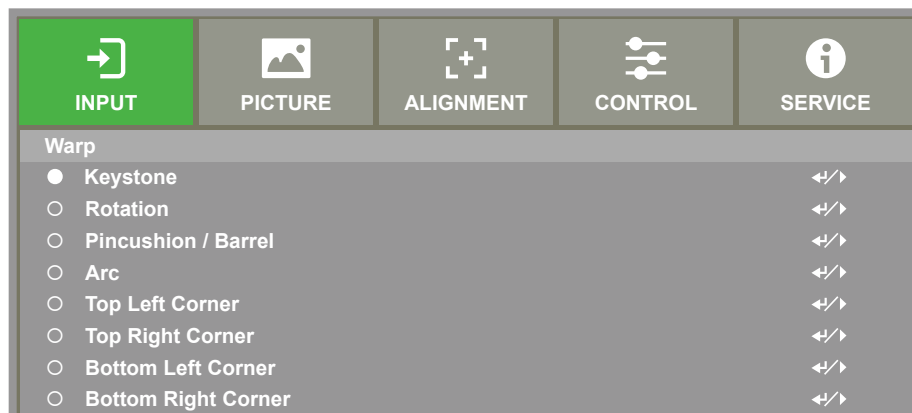 INPUT PICTURE ALIGNMENT CONTROL SERVICE
Warp
Keystone
Rotation
Pincushion / Barrel
Arc
Top Left Corner
Top Right Corner
Bottom Left Corner
Bottom Right Corner